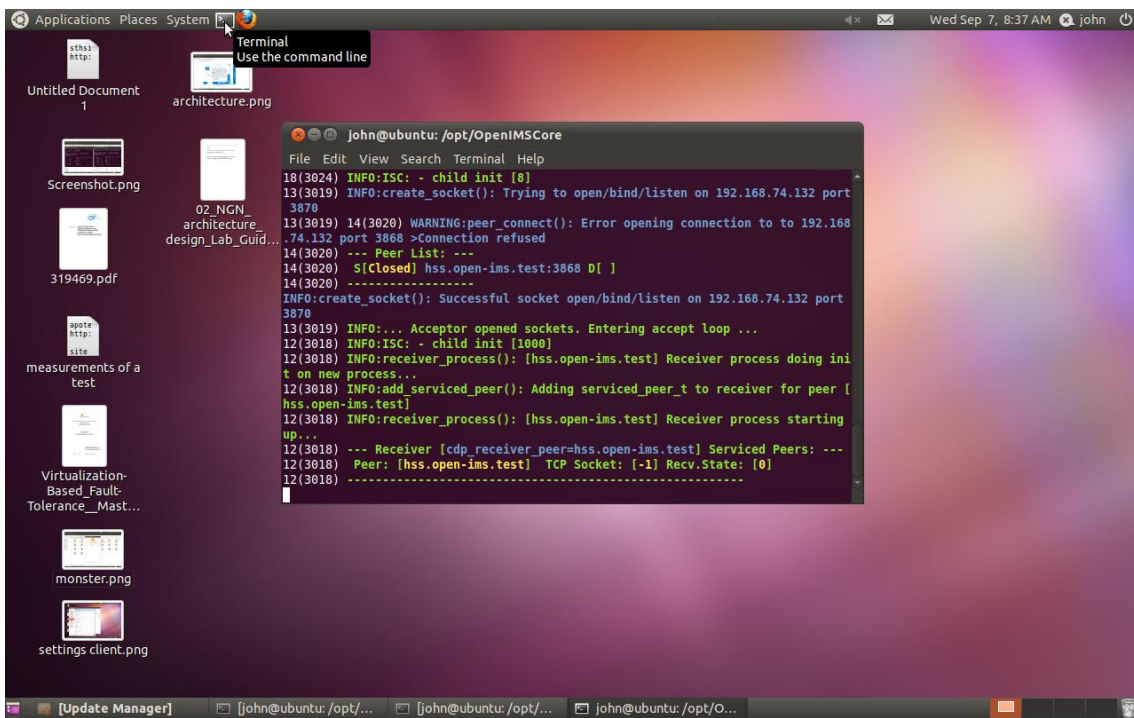 Applications Places System
Wed Sep 7, 8:37 AM john
Terminal
Use the command line
sthsi
http:
Untitled Document
1
architecture.png
Screenshot.png
02_NGN_
architecture_
design_Lab_Guid...
319469.pdf
apote
http:
site
measurements of a
test
Virtualization-
Based_Fault-
Tolerance__Mast...
monster.png
settings client.png
john@ubuntu: /opt/OpenIMSCore
File Edit View Search Terminal Help
18(3024) INFO:ISC: - child init [8]
13(3019) INFO:create_socket(): Trying to open/bind/listen on 192.168.74.132 port
3870
13(3019) 14(3020) WARNING:peer_connect(): Error opening connection to to 192.168
.74.132 port 3868 >Connection refused
14(3020) --- Peer List: ---
14(3020) S[Closed] hss.open-ims.test:3868 D[ ]
14(3020) ------------------
INFO:create_socket(): Successful socket open/bind/listen on 192.168.74.132 port
3870
13(3019) INFO:... Acceptor opened sockets. Entering accept loop ...
12(3018) INFO:ISC: - child init [1000]
12(3018) INFO:receiver_process(): [hss.open-ims.test] Receiver process doing ini
t on new process...
12(3018) INFO:add_serviced_peer(): Adding serviced_peer_t to receiver for peer [
hss.open-ims.test]
12(3018) INFO:receiver_process(): [hss.open-ims.test] Receiver process starting
up...
12(3018) --- Receiver [cdp_receiver_peer=hss.open-ims.test] Serviced Peers: ---
12(3018) Peer: [hss.open-ims.test] TCP Socket: [-1] Recv.State: [0]
12(3018) --------------------------------------------------------
[Update Manager]
[john@ubuntu: /opt/...
[john@ubuntu: /opt/...
john@ubuntu: /opt/O...